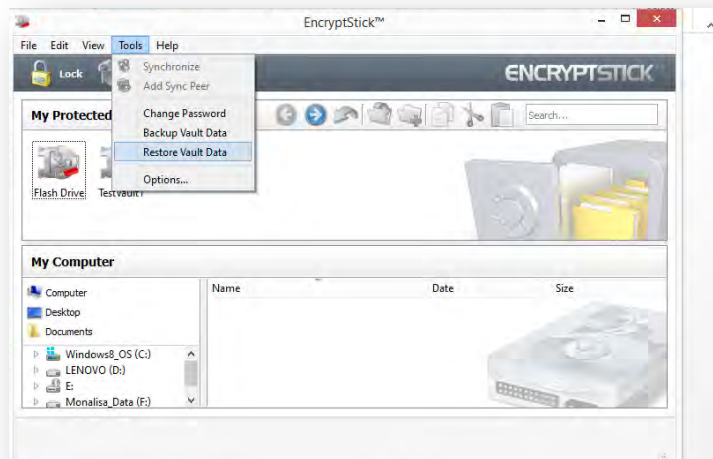 EncryptStick™
File Edit View Tools Help
Lock
ENCRYPTSTICK
Synchronize
Add Sync Peer
Change Password
Backup Vault Data
Restore Vault Data
Options...
My Protected
Search...
Flash Drive TestVault1
My Computer
Computer
Desktop
Documents
Windows8_OS (C:)
LENOVO (D:)
E:
Monalisa_Data (F:)
Name Date Size